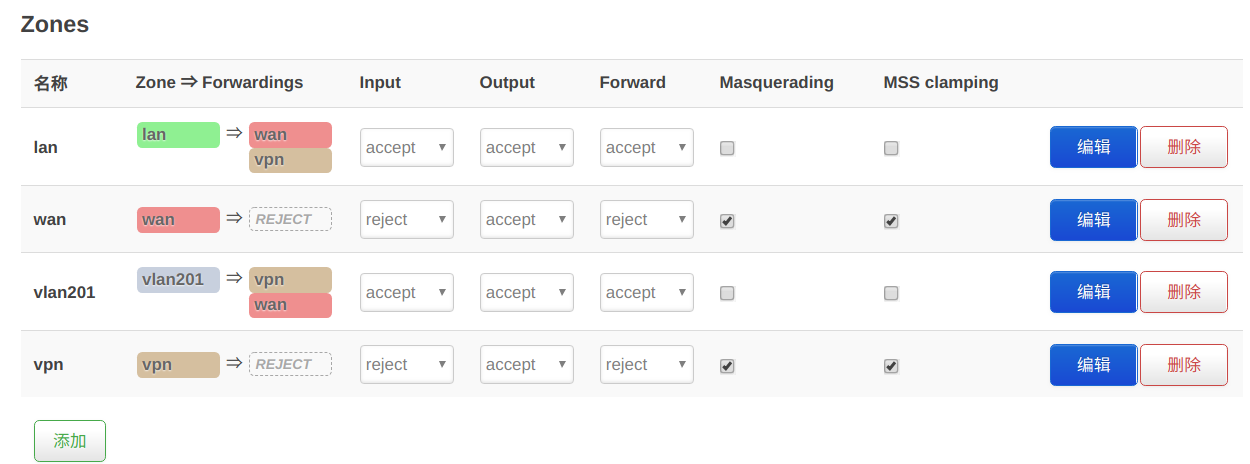 Zones
名称 Zone ⇒ Forwardings Input Output Forward Masquerading MSS clamping
lan lan ⇒ wan accept accept accept 编辑 删除
vpn
wan wan ⇒ REJECT reject accept reject 编辑 删除
vlan201 vlan201 ⇒ vpn accept accept accept 编辑 删除
wan
vpn vpn ⇒ REJECT reject accept reject 编辑 删除
添加